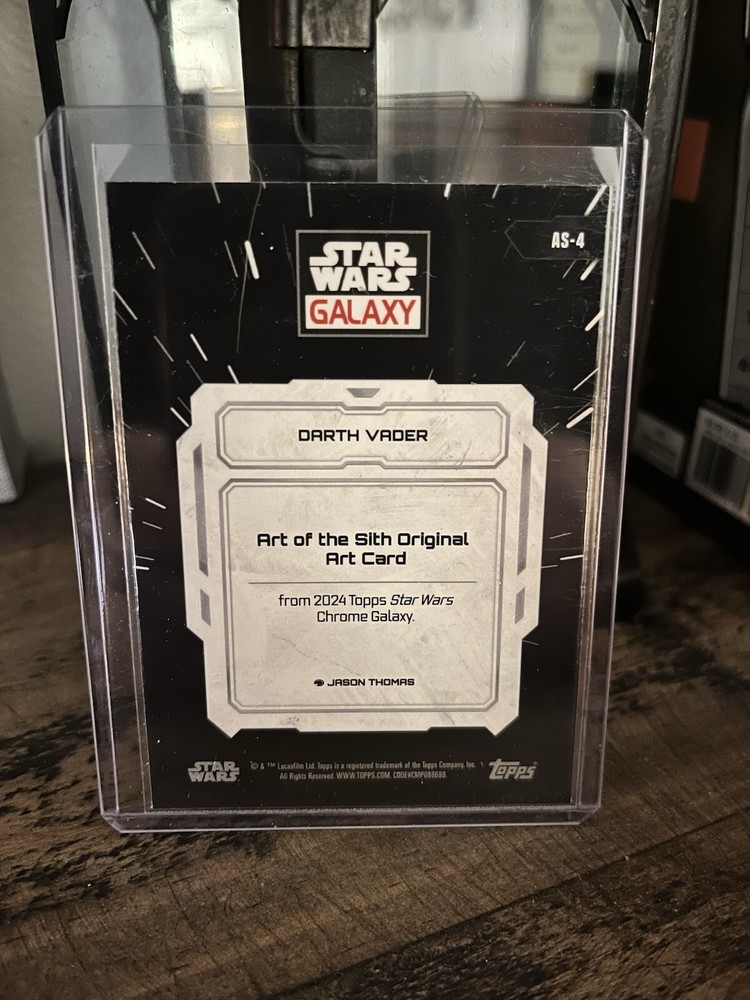 AS-4
STAR
WARS
GALAXY
DARTH VADER
Art of the Sith Original
Art Card
from 2024 Topps Star Wars
Chrome Galaxy.
JASON THOMAS
STAR
WARS
© & ™ Lucasfilm Ltd. Topps is a registered trademark of the Topps Company, Inc.
All Rights Reserved. WWW.TOPPS.COM. CODE#CMP088688.
Topps